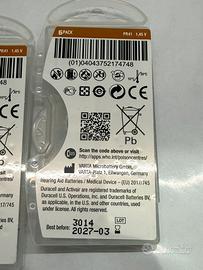 6PACK PR41 1.45 V
(01)04043752174748
Pb
Scan the code above or visit
http://apps.who.int/poisoncentres/
VARTA Microbattery GmbH,
VARTA-Platz 1, Ellwangen, Germany
Hearing Aid Batteries / Medical Device - (EU) 2017/745
Duracell and Activair are registered trademarks of
Duracell U.S. Operations, Inc. and Duracell Batteries BV,
as applicable, in the US and other countries, used
under license. All other rights reserved.
3014
Best before: 2027-03
LOT